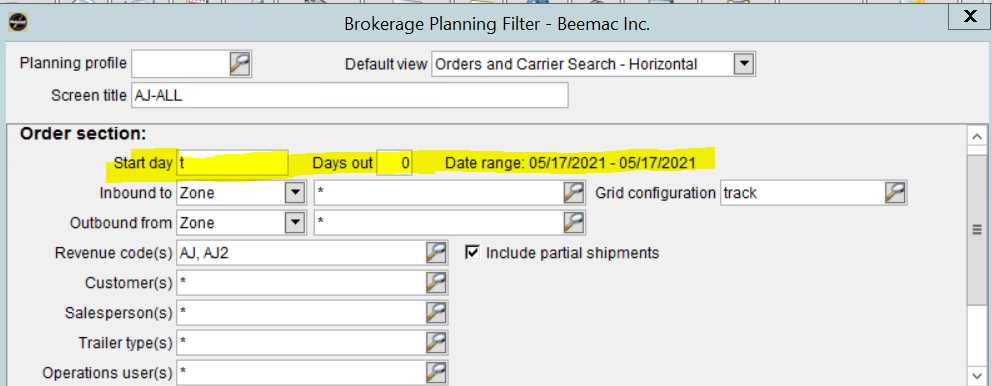 Brokerage Planning Filter - Beemac Inc. X
Planning profile Default view Orders and Carrier Search - Horizontal
Screen title AJ-ALL
Order section:
Start day t Days out 0 Date range: 05/17/2021 - 05/17/2021
Inbound to Zone * Grid configuration track
Outbound from Zone *
Revenue code(s) AJ, AJ2 Include partial shipments
Customer(s) *
Salesperson(s) *
Trailer type(s) *
Operations user(s) *